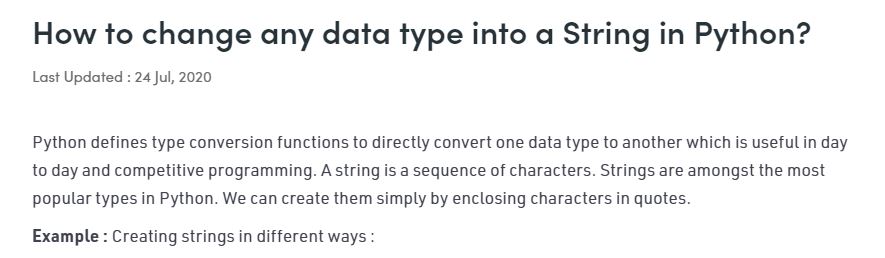 How to change any data type into a String in Python?
Last Updated : 24 Jul, 2020
Python defines type conversion functions to directly convert one data type to another which is useful in day
to day and competitive programming. A string is a sequence of characters. Strings are amongst the most
popular types in Python. We can create them simply by enclosing characters in quotes.
Example : Creating strings in different ways :